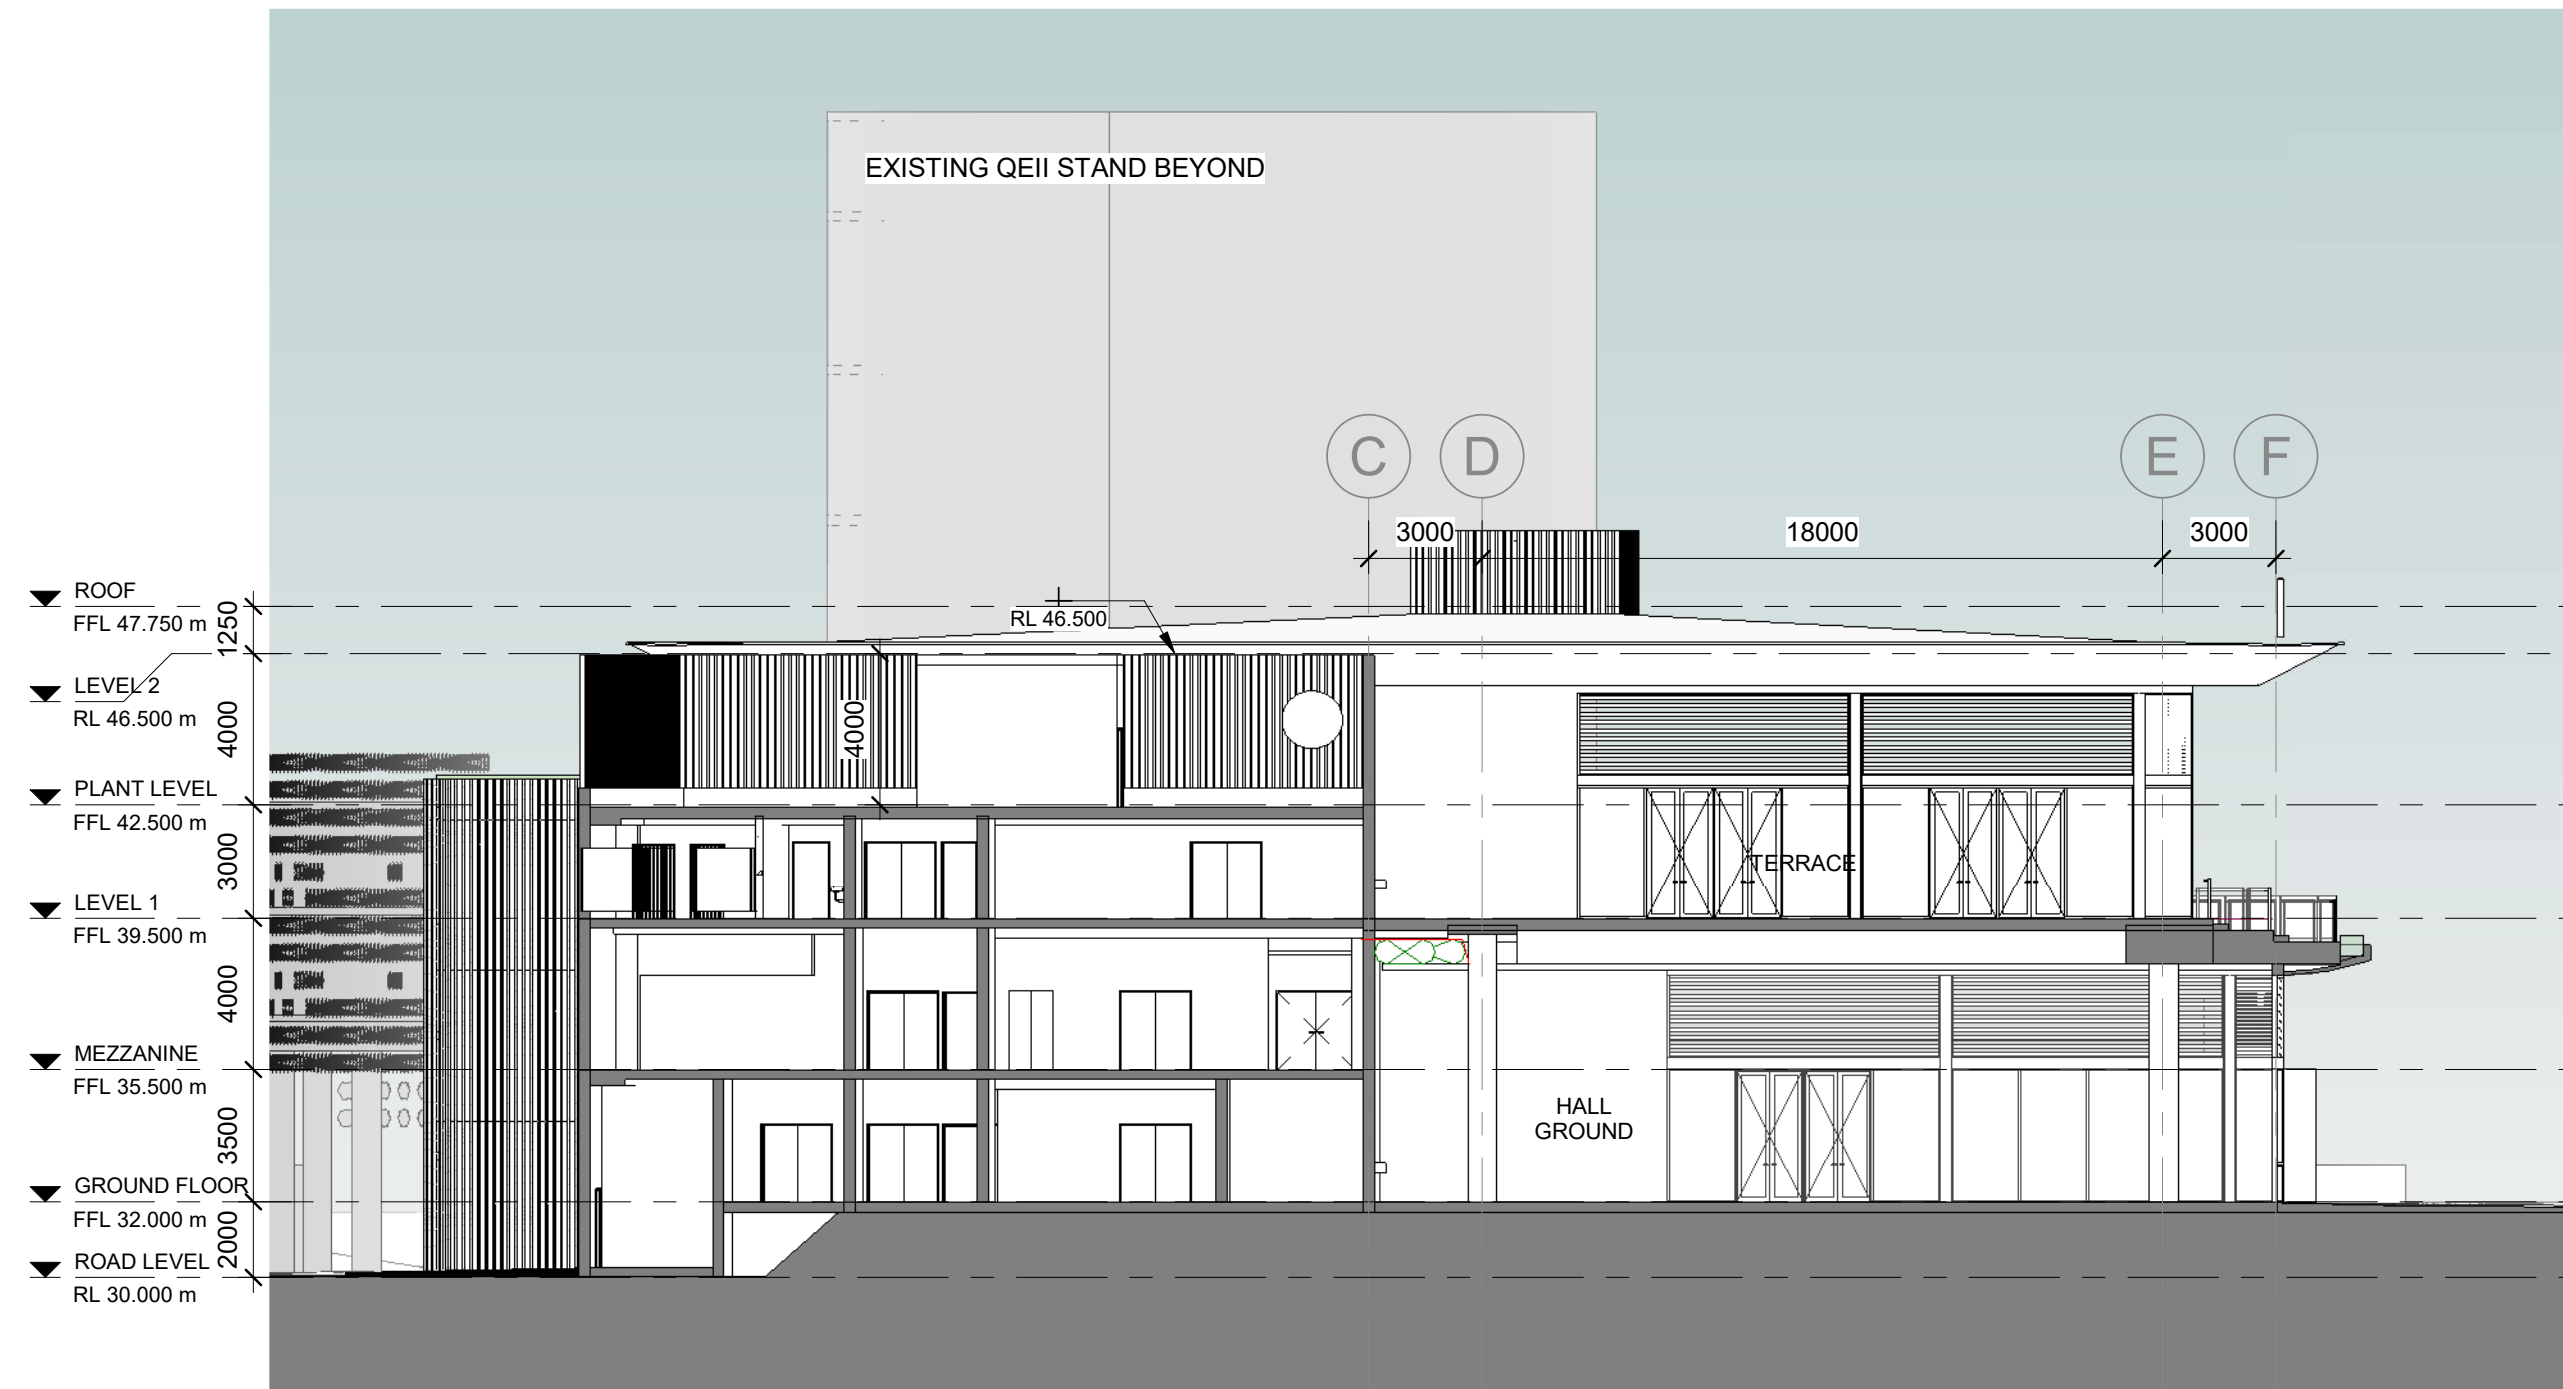 EXISTING QEII STAND BEYOND
C
D
E
F
3000
18000
3000
ROOF
FFL 47.750 m
1250
RL 46.500
LEVEL 2
RL 46.500 m
4000
4000
PLANT LEVEL
FFL 42.500 m
3000
TERRACE
LEVEL 1
FFL 39.500 m
4000
MEZZANINE
FFL 35.500 m
3500
HALL
GROUND
GROUND FLOOR
FFL 32.000 m
2000
ROAD LEVEL
RL 30.000 m